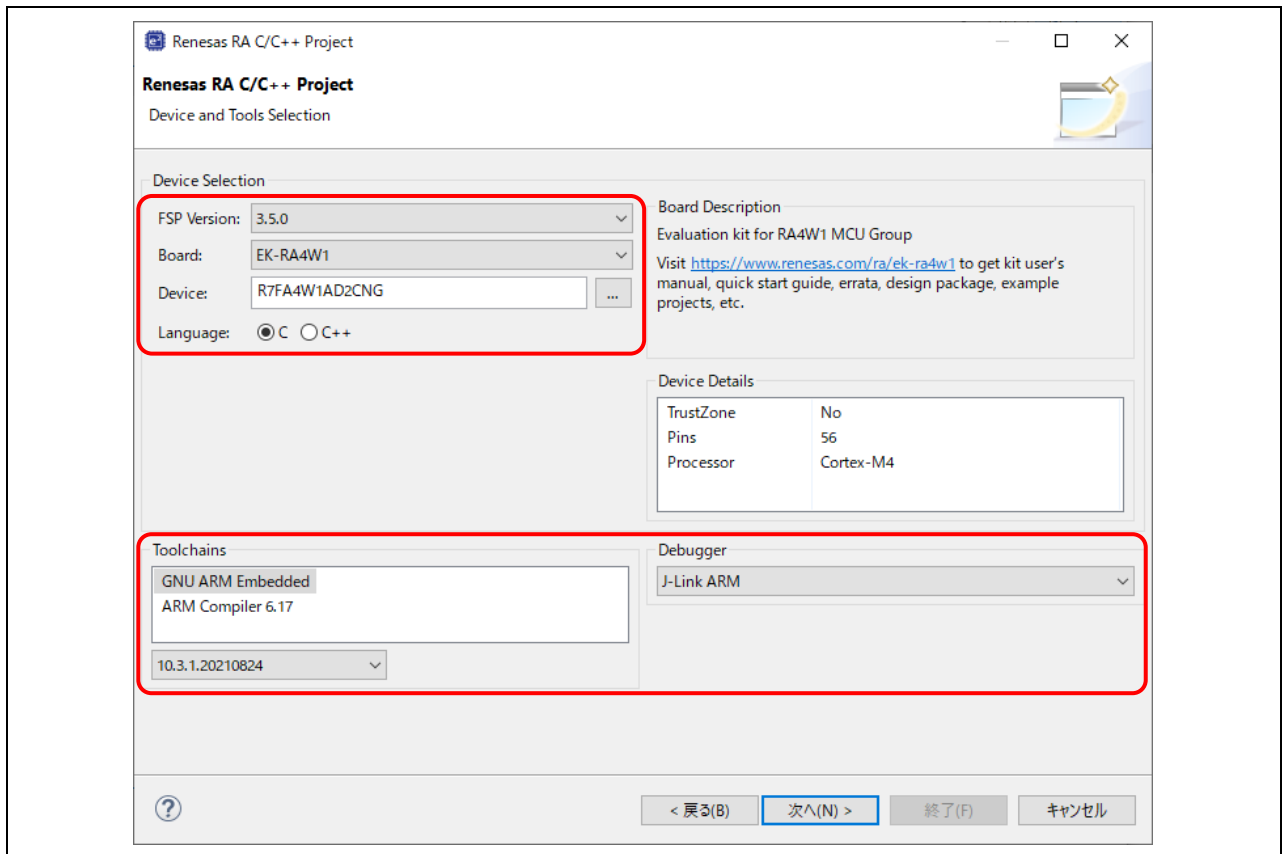 Renesas RA C/C++ Project
Renesas RA C/C++ Project
Device and Tools Selection
Device Selection
FSP Version: 3.5.0
Board: EK-RA4W1
Device: R7FA4W1AD2CNG ...
Language: C C++
Board Description
Evaluation kit for RA4W1 MCU Group
Visit https://www.renesas.com/ra/ek-ra4w1 to get kit user's
manual, quick start guide, errata, design package, example
projects, etc.
Device Details
TrustZone No
Pins 56
Processor Cortex-M4
Toolchains
GNU ARM Embedded
ARM Compiler 6.17
10.3.1.20210824
Debugger
J-Link ARM
? < 戻る(B) 次へ(N) > 終了(F) キャンセル